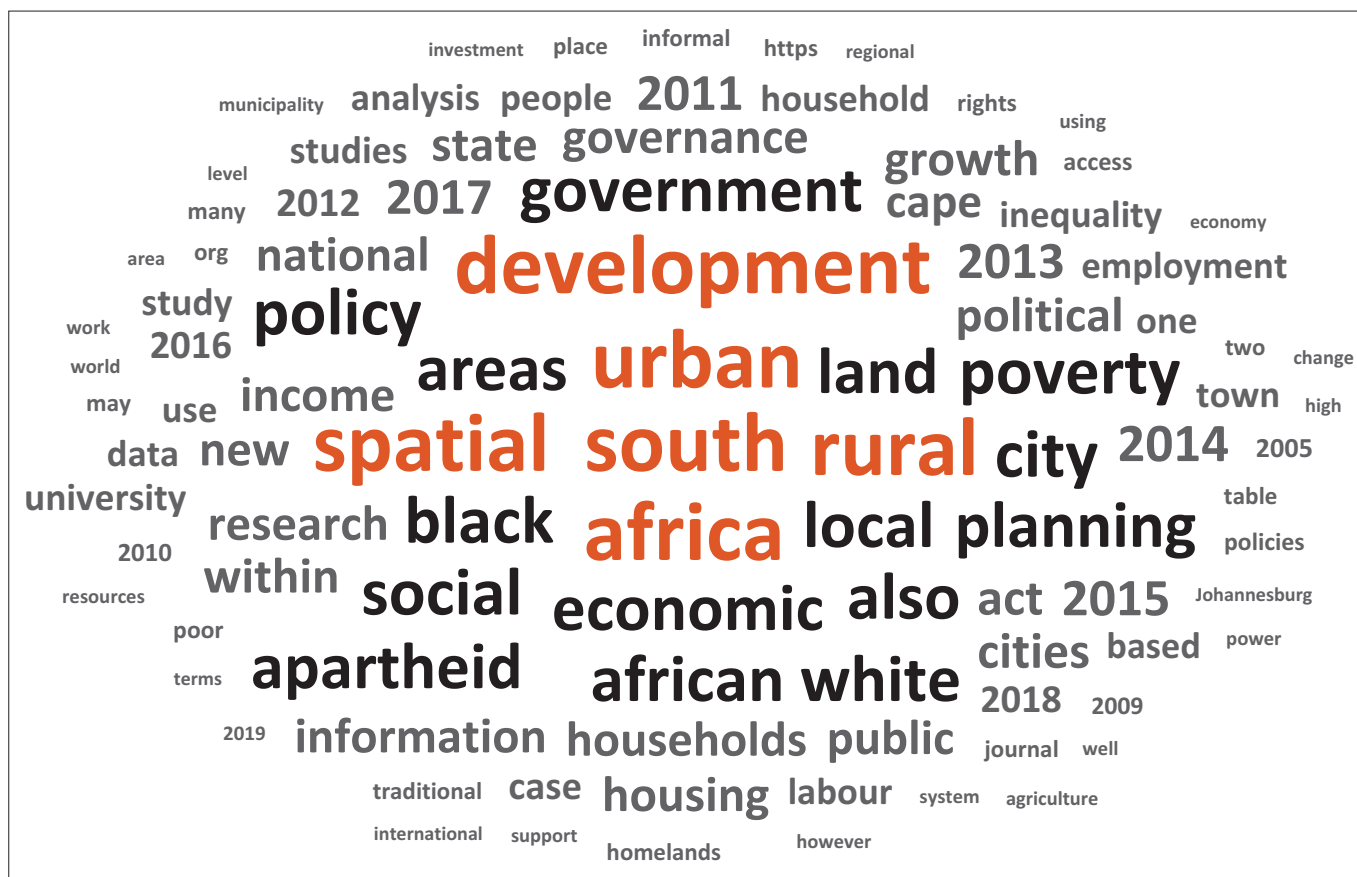 investment place informal https regional
municipality analysis people 2011 household rights
using
studies state governance growth access
level
many 2012 2017 government cape inequality economy
area org national development 2013 employment
study policy political one
work 2016 areas urban land poverty two change
world
may use income town high
data new spatial south rural city 2014 2005
university research black africa local planning table
2010 within policies
resources social economic also act 2015 Johannesburg
poor cities based power
terms apartheid african white 2018 2009
2019 information households public journal well
traditional case housing labour system agriculture
international support homelands however